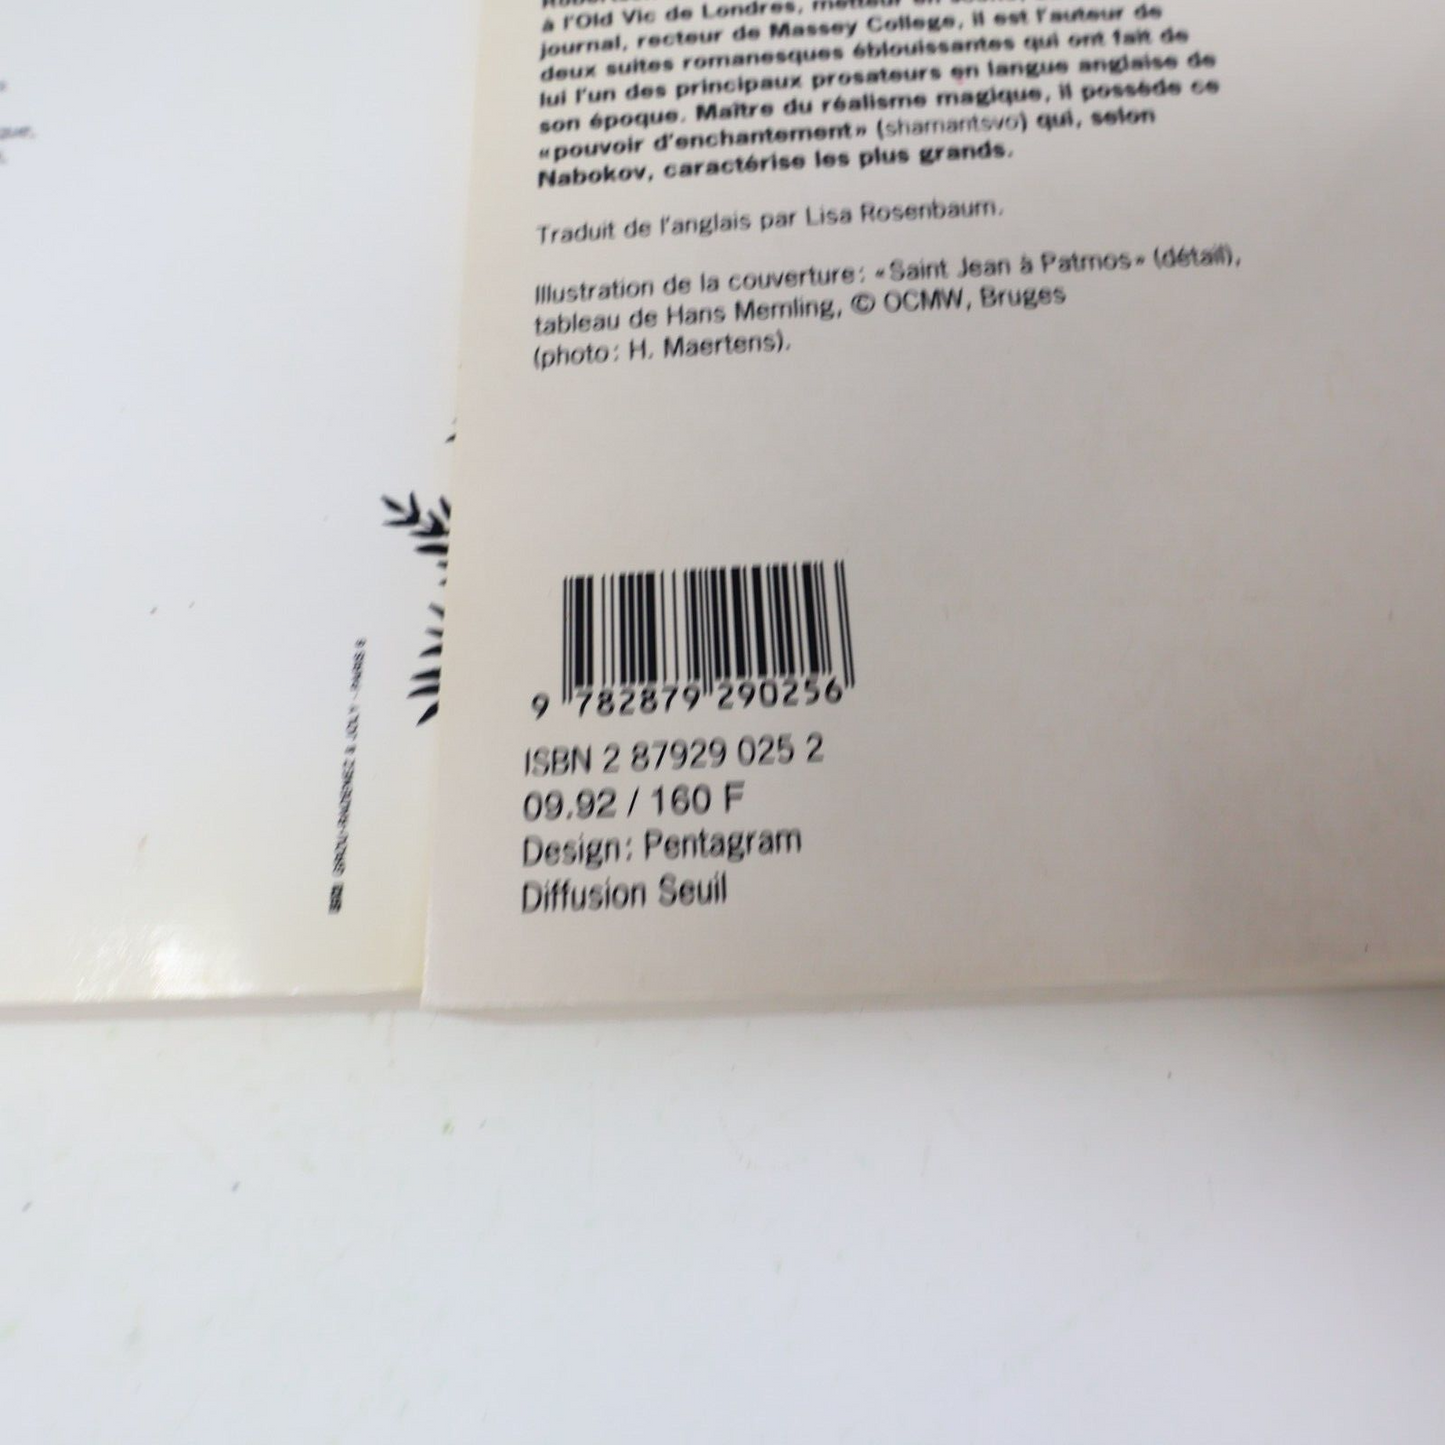 à l'Old Vic de Londres, metteur en scène,
journal, recteur de Massey College, il est l'auteur de
deux suites romanesques éblouissantes qui ont fait de
lui l'un des principaux prosateurs en langue anglaise de
son époque. Maître du réalisme magique, il possède ce
«pouvoir d'enchantement» (shamantsvo) qui, selon
Nabokov, caractérise les plus grands.
Traduit de l'anglais par Lisa Rosenbaum.
Illustration de la couverture: «Saint Jean à Patmos» (détail),
tableau de Hans Memling, © OCMW, Bruges
(photo: H. Maertens).
9 782879 290256
ISBN 2 87929 025 2
09.92 / 160 F
Design: Pentagram
Diffusion Seuil